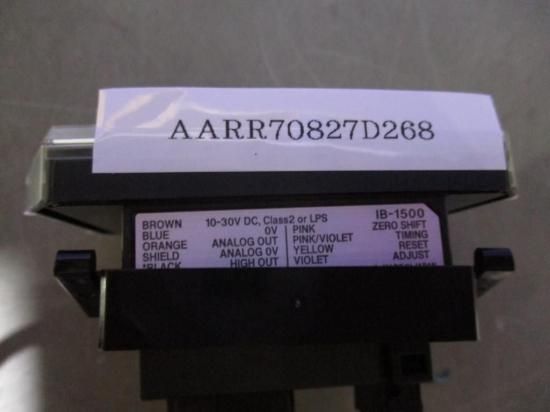 AARR70827D268
BROWN 10-30V DC, Class2 or LPS IB-1500
BLUE 0V PINK ZERO SHIFT
ORANGE ANALOG OUT PINK/VIOLET TIMING
SHIELD ANALOG 0V YELLOW RESET
BLACK HIGH OUT VIOLET ADJUST